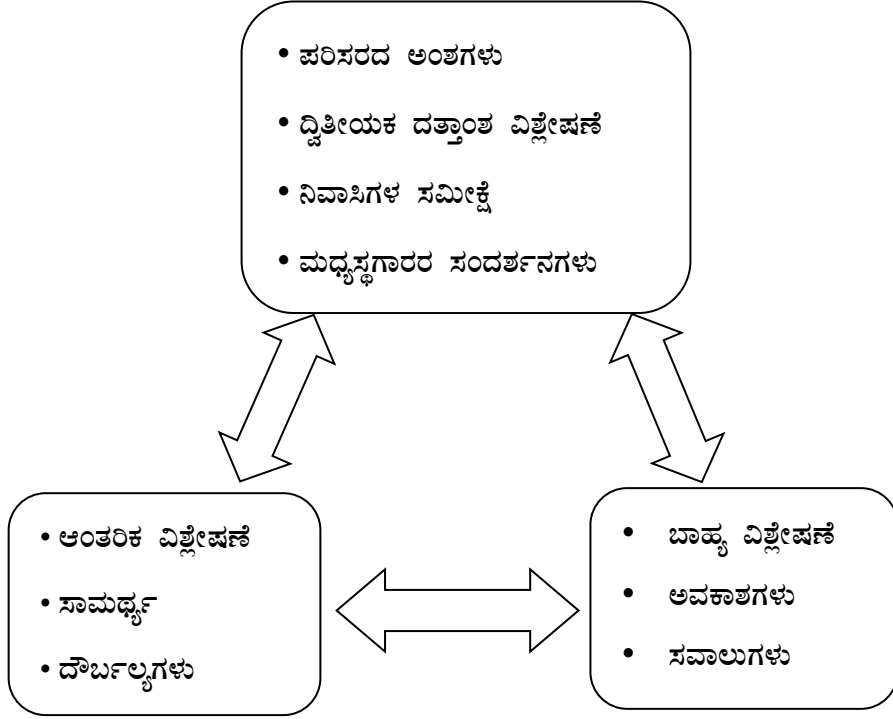 • ಪರಿಸರದ ಅಂಶಗಳು
• ದ್ವಿತೀಯಕ ದತ್ತಾಂಶ ವಿಶ್ಲೇಷಣೆ
• ನಿವಾಸಿಗಳ ಸಮೀಕ್ಷೆ
• ಮಧ್ಯಸ್ಥಗಾರರ ಸಂದರ್ಶನಗಳು
• ಆಂತರಿಕ ವಿಶ್ಲೇಷಣೆ
• ಸಾಮರ್ಥ್ಯ
• ದೌರ್ಬಲ್ಯಗಳು
• ಬಾಹ್ಯ ವಿಶ್ಲೇಷಣೆ
• ಅವಕಾಶಗಳು
• ಸವಾಲುಗಳು